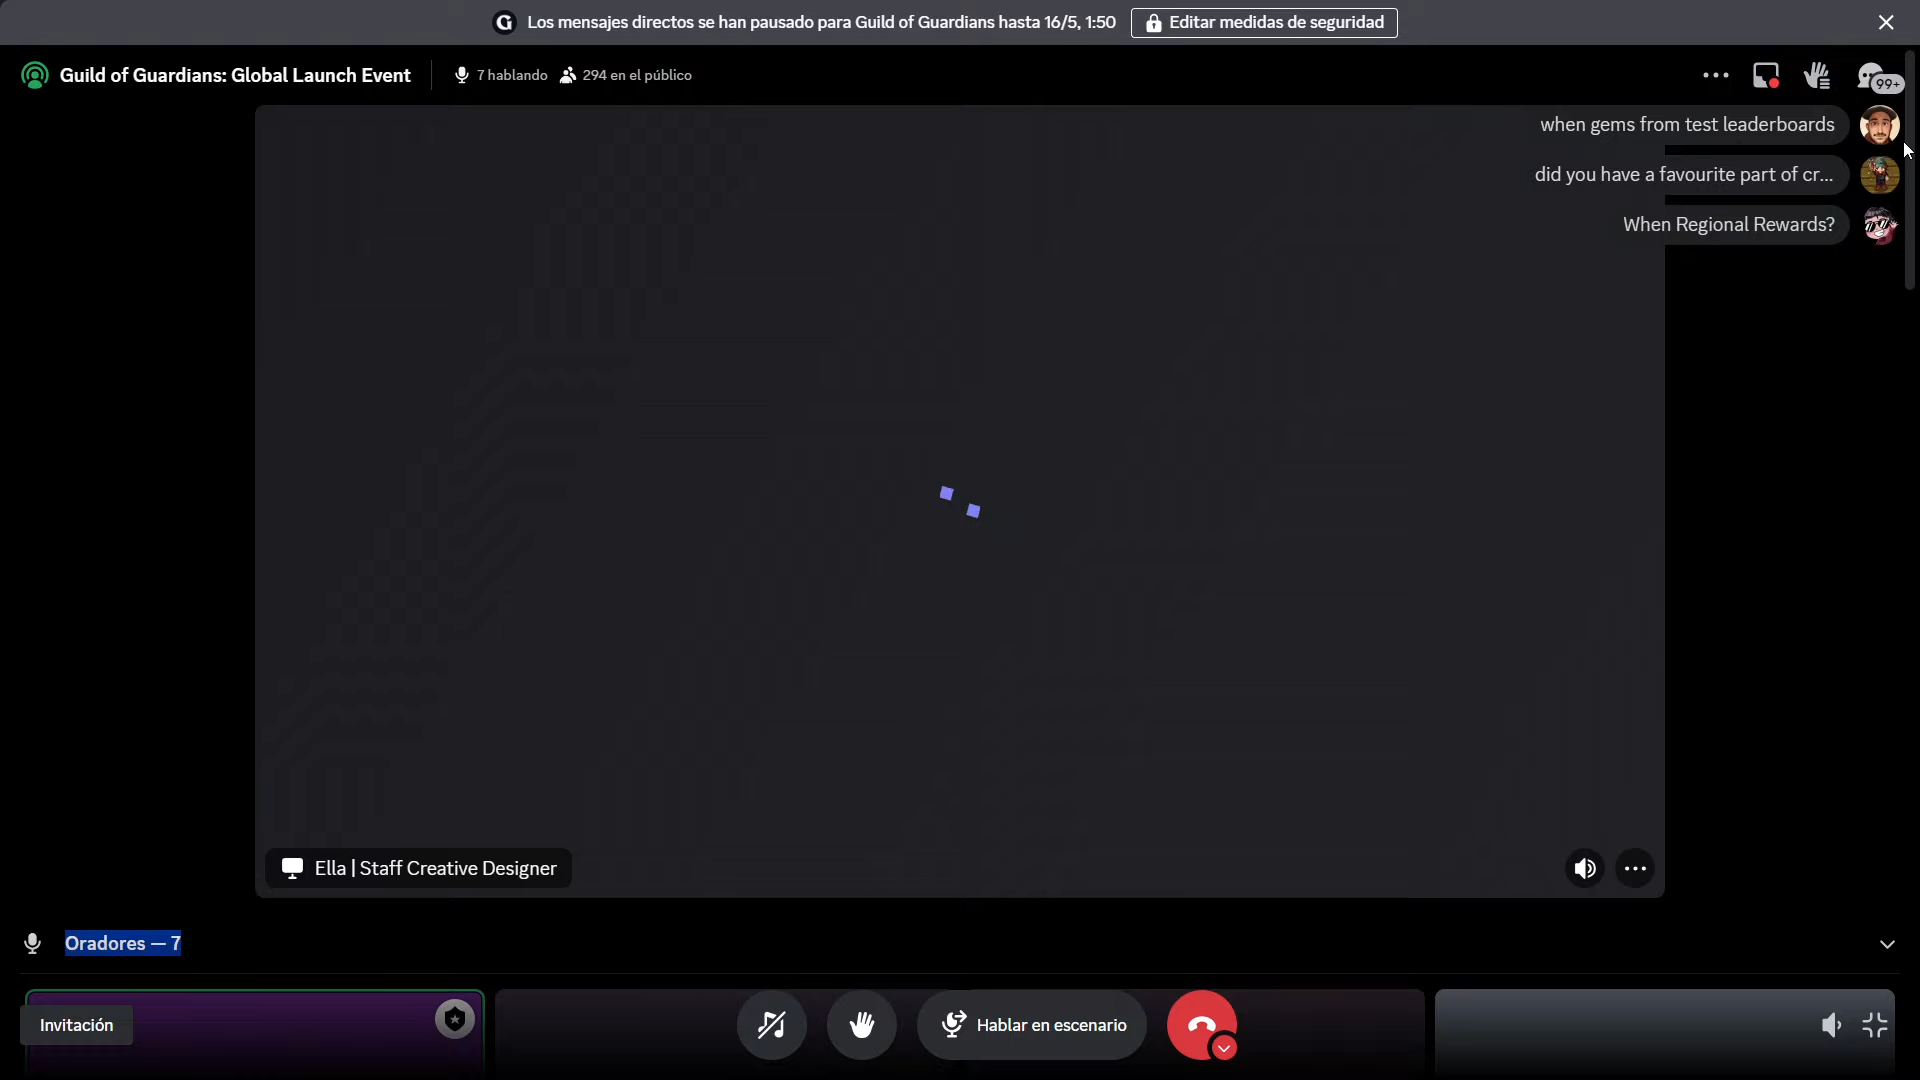 Los mensajes directos se han pausado para Guild of Guardians hasta 16/5, 1:50
Editar medidas de seguridad
Guild of Guardians: Global Launch Event
7 hablando
294 en el público
99+
when gems from test leaderboards
did you have a favourite part of cr...
When Regional Rewards?
Ella | Staff Creative Designer
Oradores — 7
Invitación
Hablar en escenario